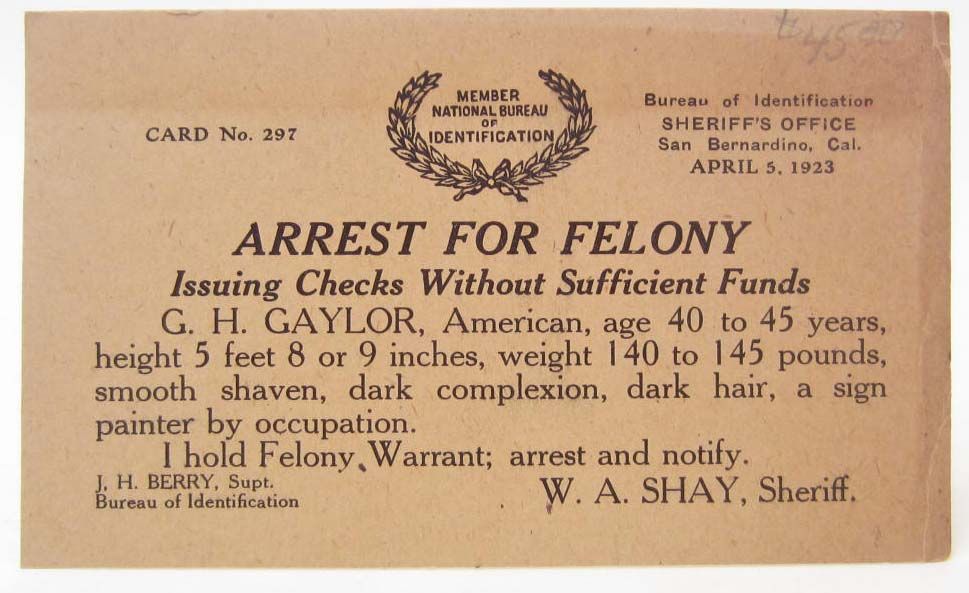 CARD No. 297
MEMBER
NATIONAL BUREAU
OF
IDENTIFICATION
Bureau of Identification
SHERIFF'S OFFICE
San Bernardino, Cal.
APRIL 5, 1923
ARREST FOR FELONY
Issuing Checks Without Sufficient Funds
G. H. GAYLOR, American, age 40 to 45 years,
height 5 feet 8 or 9 inches, weight 140 to 145 pounds,
smooth shaven, dark complexion, dark hair, a sign
painter by occupation.
I hold Felony Warrant; arrest and notify.
J. H. BERRY, Supt.
Bureau of Identification
W. A. SHAY, Sheriff.